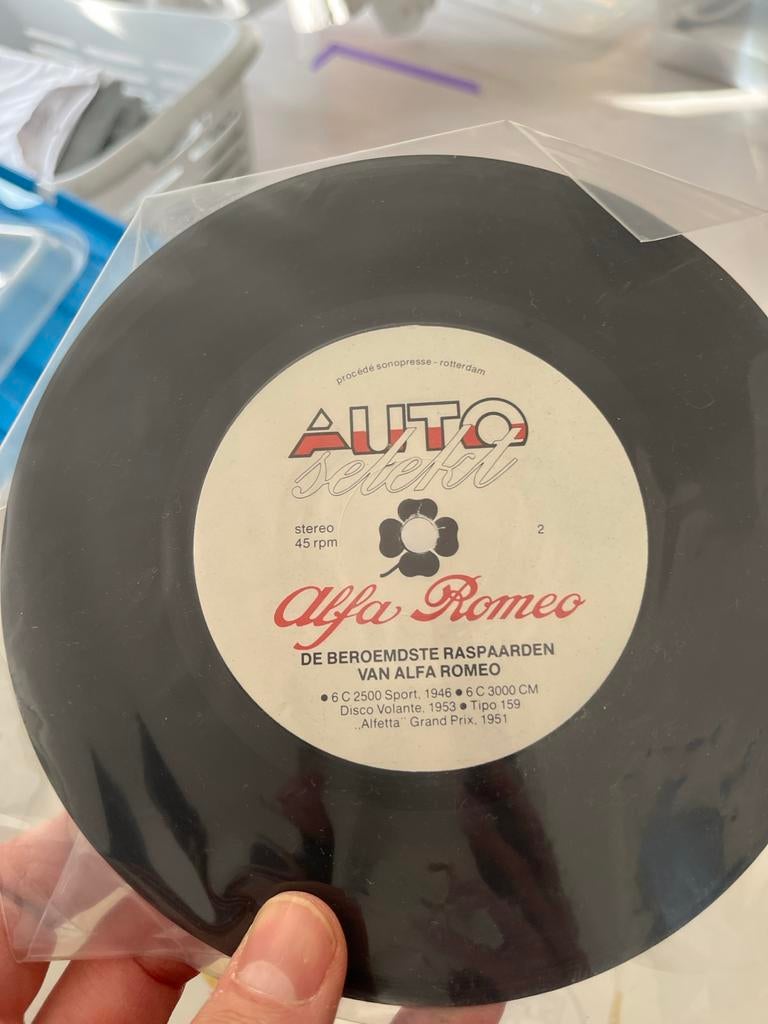 procédé sonopresse - rotterdam
AUTO
selekt
stereo
45 rpm
2
Alfa Romeo
DE BEROEMDSTE RASPAARDEN
VAN ALFA ROMEO
● 6 C 2500 Sport, 1946 ● 6 C 3000 CM
Disco Volante, 1953 ● Tipo 159
,,Alfetta'' Grand Prix, 1951